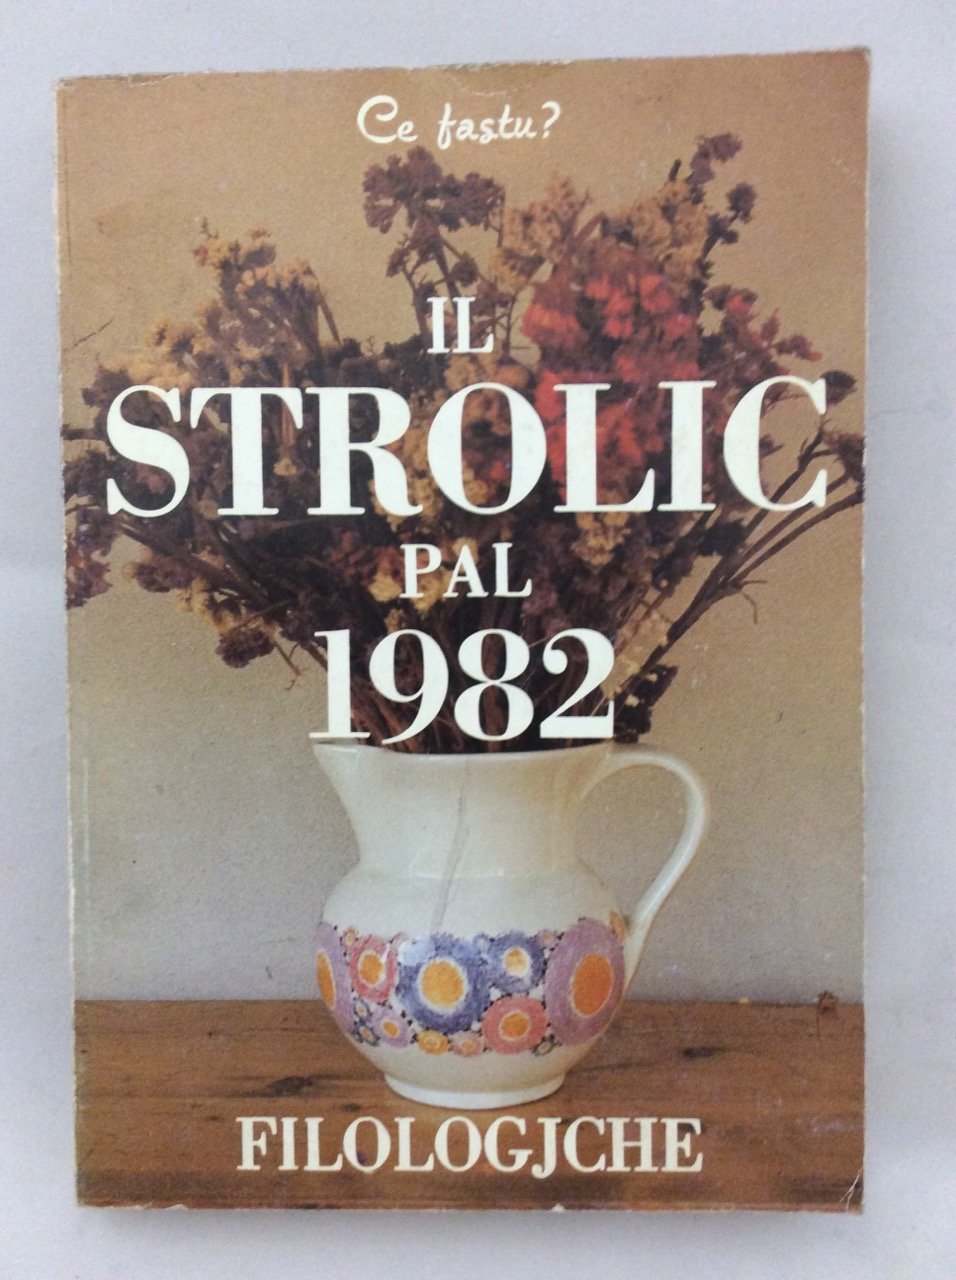 Ce fastu?
IL
STROLIC
PAL
1982
FILOLOGJCHE